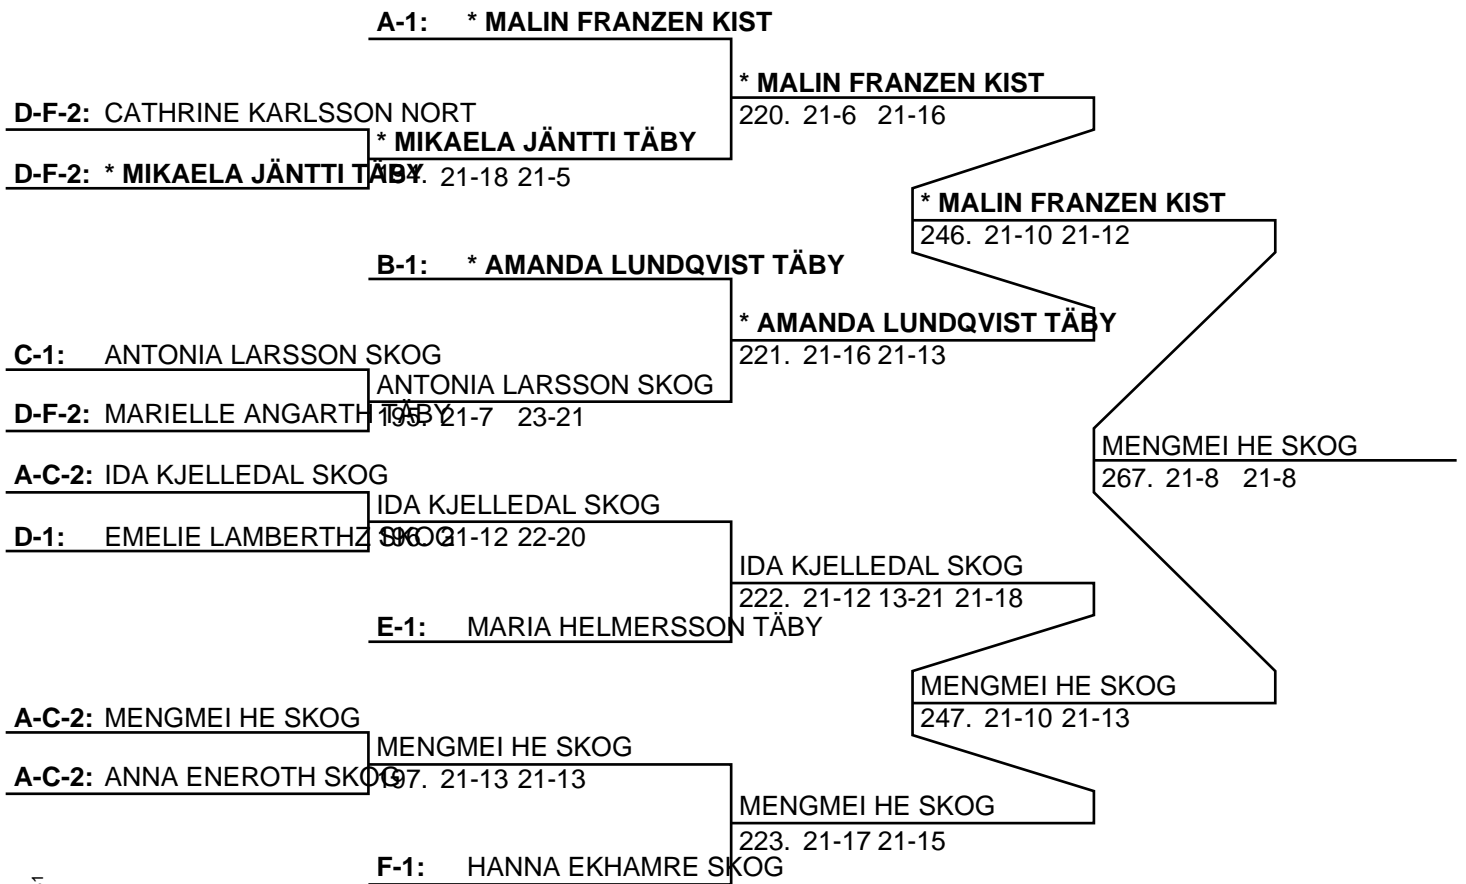 A-1: * MALIN FRANZEN KIST
* MALIN FRANZEN KIST
D-F-2: CATHRINE KARLSSON NORT
220. 21-6 21-16
* MIKAELA JÄNTTI TÄBY
D-F-2: * MIKAELA JÄNTTI TÄBY
194. 21-18 21-5
* MALIN FRANZEN KIST
246. 21-10 21-12
B-1: * AMANDA LUNDQVIST TÄBY
* AMANDA LUNDQVIST TÄBY
C-1: ANTONIA LARSSON SKOG
221. 21-16 21-13
ANTONIA LARSSON SKOG
D-F-2: MARIELLE ANGARTH TÄBY
195. 21-7 23-21
MENGMEI HE SKOG
267. 21-8 21-8
A-C-2: IDA KJELLEDAL SKOG
IDA KJELLEDAL SKOG
D-1: EMELIE LAMBERTHZ SKOG
196. 21-12 22-20
IDA KJELLEDAL SKOG
222. 21-12 13-21 21-18
E-1: MARIA HELMERSSON TÄBY
MENGMEI HE SKOG
247. 21-10 21-13
A-C-2: MENGMEI HE SKOG
MENGMEI HE SKOG
A-C-2: ANNA ENEROTH SKOG
197. 21-13 21-13
MENGMEI HE SKOG
223. 21-17 21-15
F-1: HANNA EKHAMRE SKOG